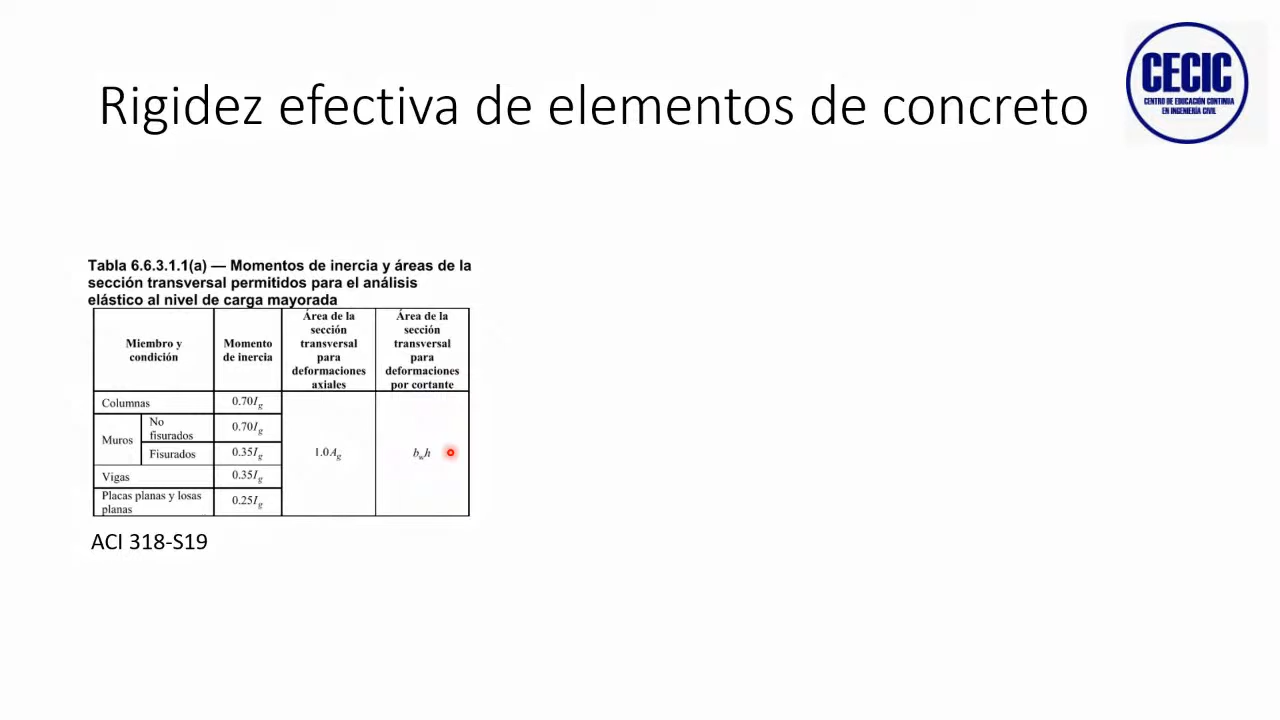 Rigidez efectiva de elementos de concreto
CECIC
CENTRO DE EDUCACIÓN CONTINUA
EN INGENIERÍA CIVIL
Tabla 6.6.3.1.1(a) — Momentos de inercia y áreas de la
sección transversal permitidos para el análisis
elástico al nivel de carga mayorada
Miembro y
condición
Momento
de inercia
Área de la
sección
transversal
para
deformaciones
axiales
Área de la
sección
transversal
para
deformaciones
por cortante
Columnas
0.70Ig
Muros
No
fisurados
0.70Ig
Fisurados
0.35Ig
1.0Ag
bwh
Vigas
0.35Ig
Placas planas y losas
planas
0.25Ig
ACI 318-S19